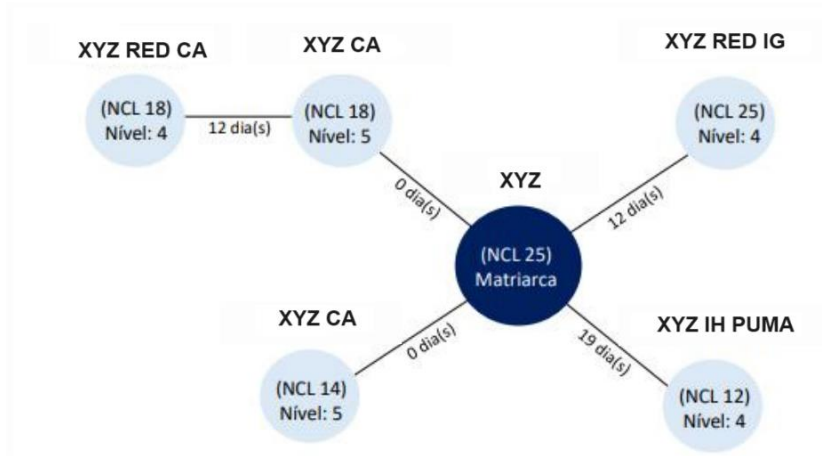 XYZ RED CA
XYZ CA
XYZ RED IG
(NCL 18)
Nível: 4
12 dia(s)
(NCL 18)
Nível: 5
(NCL 25)
Nível: 4
0 dia(s)
XYZ
12 dia(s)
(NCL 25)
Matriarca
XYZ CA
0 dia(s)
19 dia(s)
XYZ IH PUMA
(NCL 14)
Nível: 5
(NCL 12)
Nível: 4